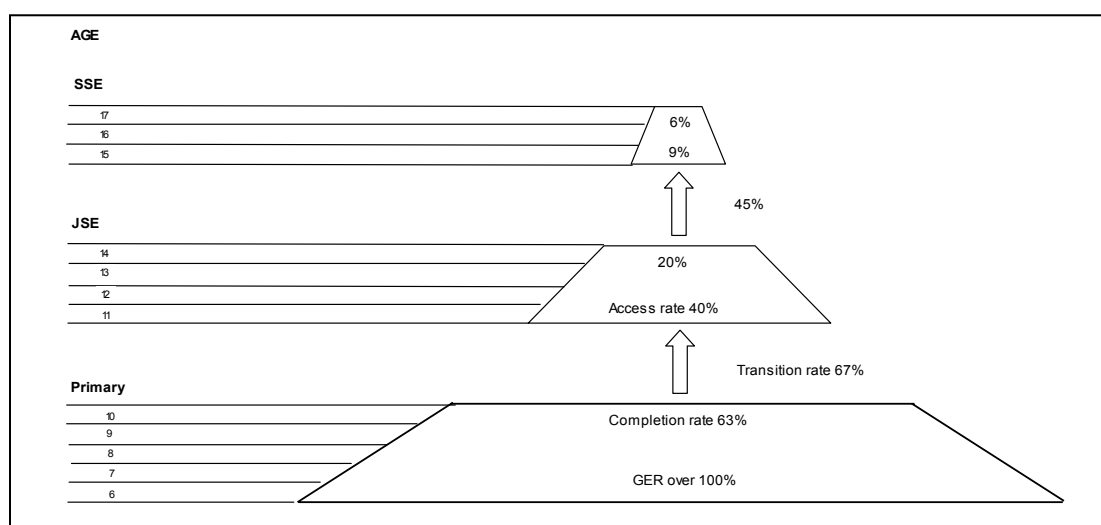 AGE
SSE
17
6%
16
15
9%
45%
JSE
14
20%
13
12
Access rate 40%
11
Transition rate 67%
Primary
10
Completion rate 63%
9
8
7
GER over 100%
6